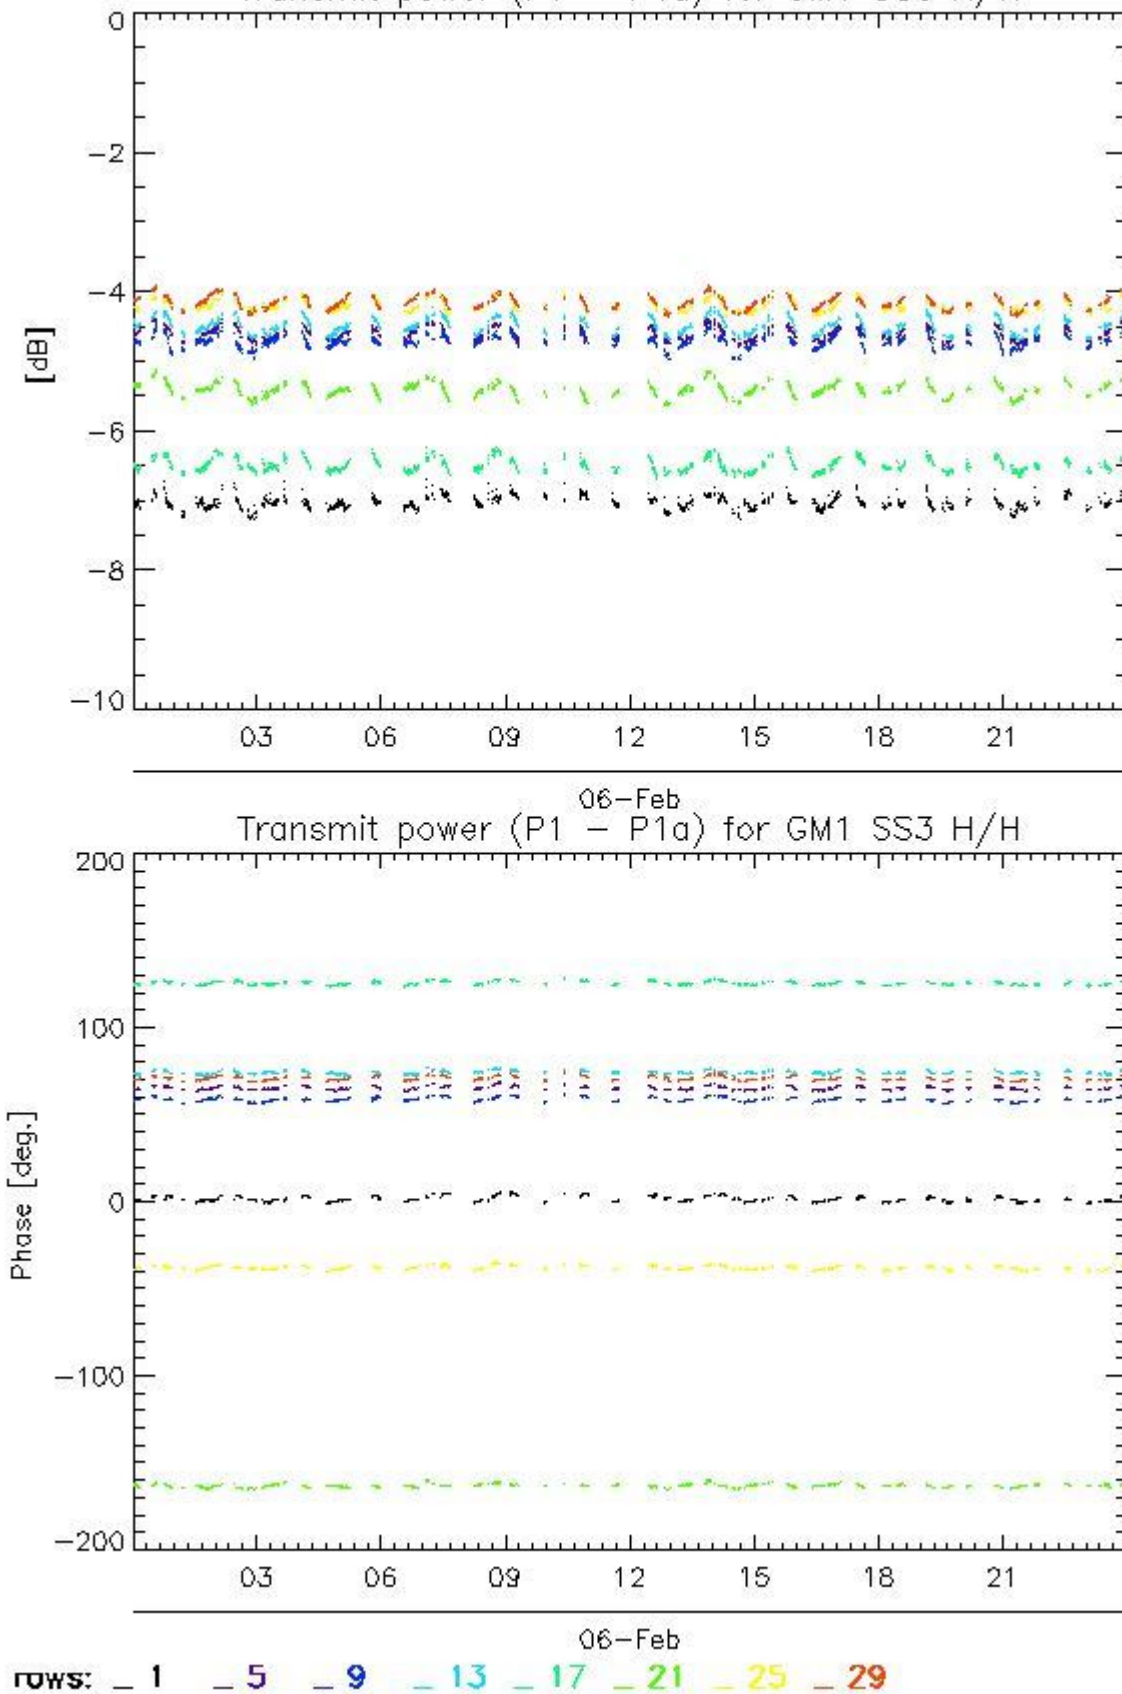 0
−2
−4
[dB]
−6
−8
−10
03 06 09 12 15 18 21
06−Feb
Transmit power (P1 − P1a) for GM1 SS3 H/H
200
100
Phase [deg.]
0
−100
−200
03 06 09 12 15 18 21
06−Feb
rows: _ 1 _ 5 _ 9 _ 13 _ 17 _ 21 _ 25 _ 29